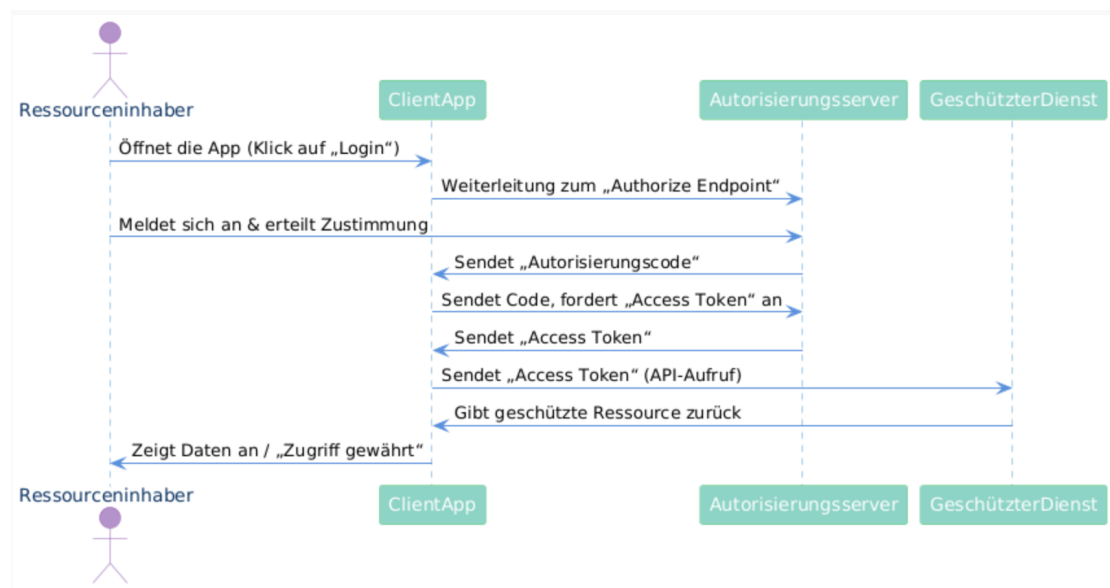 Ressourceninhaber
ClientApp
Autorisierungsserver
GeschützterDienst
Öffnet die App (Klick auf „Login“)
Weiterleitung zum „Authorize Endpoint“
Meldet sich an & erteilt Zustimmung
Sendet „Autorisierungscode“
Sendet Code, fordert „Access Token“ an
Sendet „Access Token“
Sendet „Access Token“ (API-Aufruf)
Gibt geschützte Ressource zurück
Zeigt Daten an / „Zugriff gewährt“
Ressourceninhaber
ClientApp
Autorisierungsserver
GeschützterDienst